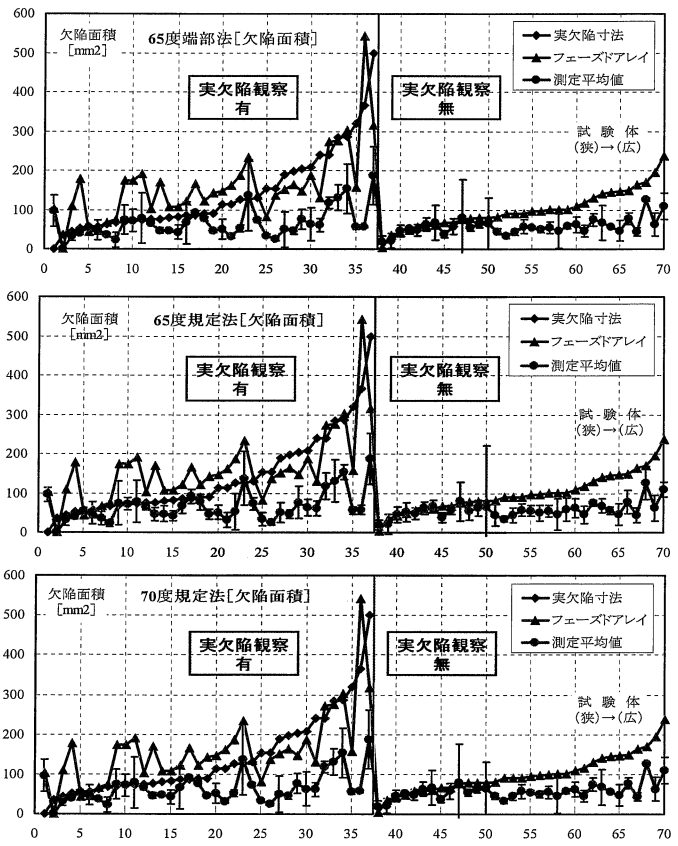 65度端部法[欠陥面積]
欠陥面積
[mm2]
実欠陥寸法
フェーズドアレイ
測定平均値
実欠陥観察
有
実欠陥観察
無
試験体
(狭)→(広)
600
500
400
300
200
100
0
0 5 10 15 20 25 30 35 40 45 50 55 60 65 70
65度規定法[欠陥面積]
欠陥面積
[mm2]
実欠陥寸法
フェーズドアレイ
測定平均値
実欠陥観察
有
実欠陥観察
無
試験体
(狭)→(広)
600
500
400
300
200
100
0
0 5 10 15 20 25 30 35 40 45 50 55 60 65 70
70度規定法[欠陥面積]
欠陥面積
[mm2]
実欠陥寸法
フェーズドアレイ
測定平均値
実欠陥観察
有
実欠陥観察
無
試験体
(狭)→(広)
600
500
400
300
200
100
0
0 5 10 15 20 25 30 35 40 45 50 55 60 65 70